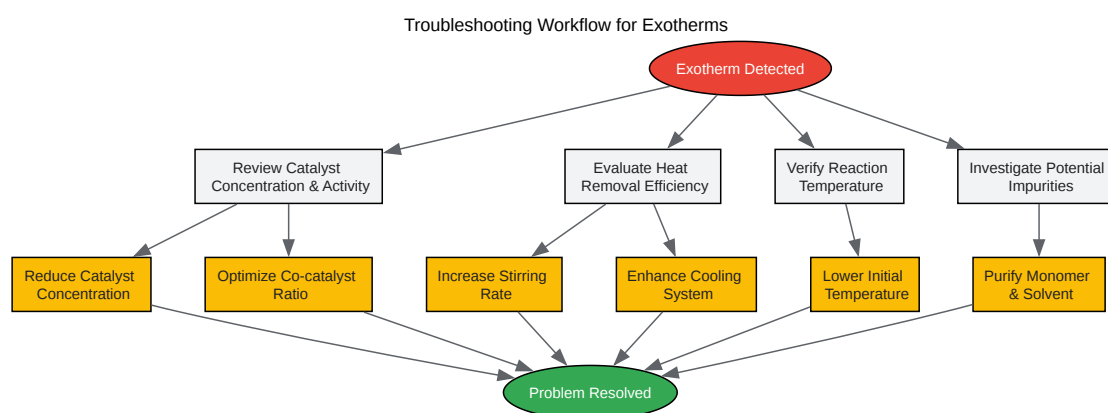 Troubleshooting Workflow for Exotherms
Exotherm Detected
Review Catalyst
Concentration & Activity
Evaluate Heat
Removal Efficiency
Verify Reaction
Temperature
Investigate Potential
Impurities
Reduce Catalyst
Concentration
Optimize Co-catalyst
Ratio
Increase Stirring
Rate
Enhance Cooling
System
Lower Initial
Temperature
Purify Monomer
& Solvent
Problem Resolved